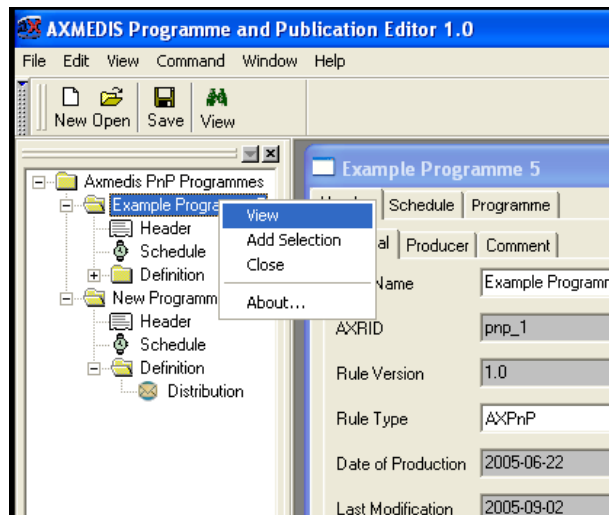 AXMEDIS Programme and Publication Editor 1.0
File Edit View Command Window Help
New Open Save View
Axmedis PnP Programmes
Example Progra
Header
Schedule
Definition
New Programm
Header
Schedule
Definition
Distribution
View
Add Selection
Close
About...
Example Programme 5
Schedule Programme
al Producer Comment
Name Example Programm
AXRID pnp_1
Rule Version 1.0
Rule Type AXPnP
Date of Production 2005-06-22
Last Modification 2005-09-02